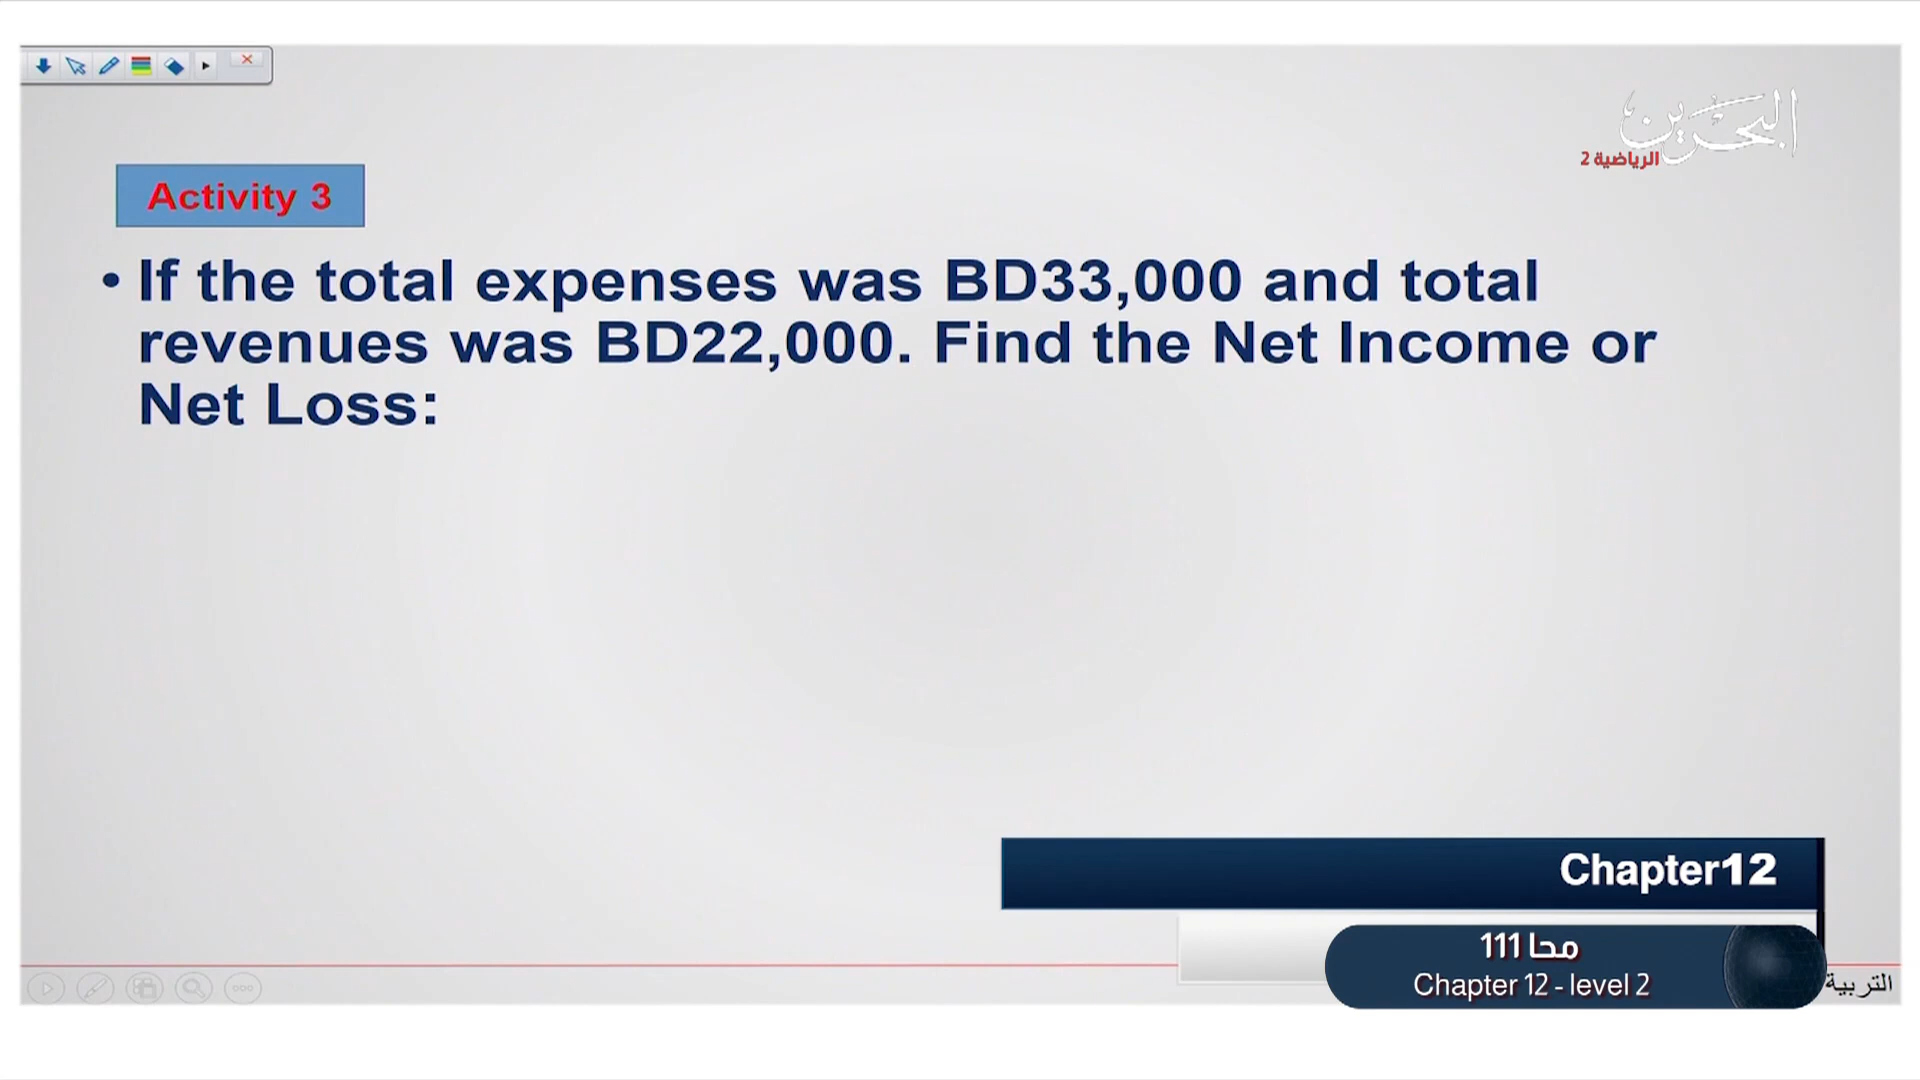 البحرين
الرياضية 2
Activity 3
• If the total expenses was BD33,000 and total
revenues was BD22,000. Find the Net Income or
Net Loss:
Chapter12
محا 111
Chapter 12 - level 2
التربية